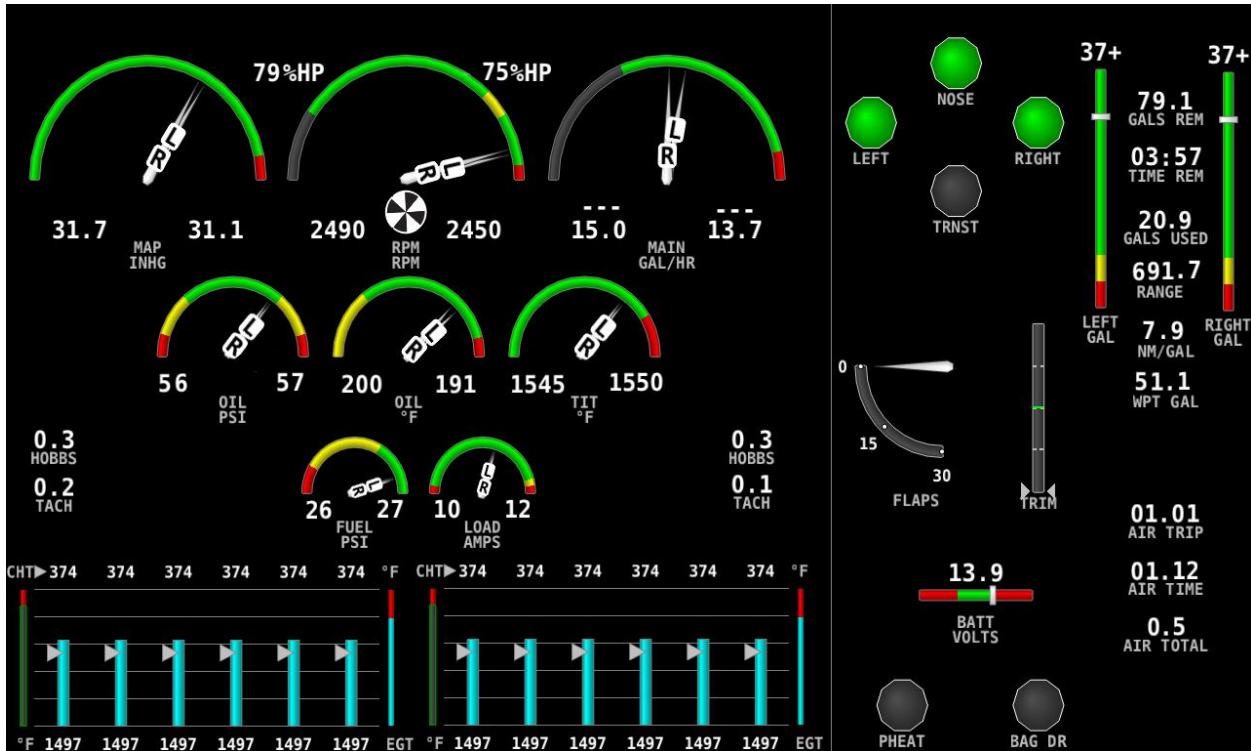 79%HP 75%HP
L R
L R
L R
31.7 31.1
MAP
INHG
2490 2450
RPM
RPM
--- ---
15.0 13.7
MAIN
GAL/HR
L R
L R
L R
56 57
OIL
PSI
200 191
OIL
°F
1545 1550
TIT
°F
0.3
HOBBS
0.2
TACH
L R
L R
26 27
FUEL
PSI
10 12
LOAD
AMPS
0.3
HOBBS
0.1
TACH
CHT 374 374 374 374 374 374 °F
°F 1497 1497 1497 1497 1497 1497 EGT
CHT 374 374 374 374 374 374 °F
°F 1497 1497 1497 1497 1497 1497 EGT
NOSE
LEFT
RIGHT
TRNST
37+ 37+
79.1
GALS REM
03:57
TIME REM
20.9
GALS USED
691.7
RANGE
LEFT
GAL
RIGHT
GAL
7.9
NM/GAL
51.1
WPT GAL
0
15
30
FLAPS
TRIM
01.01
AIR TRIP
01.12
AIR TIME
0.5
AIR TOTAL
13.9
BATT
VOLTS
PHEAT
BAG DR